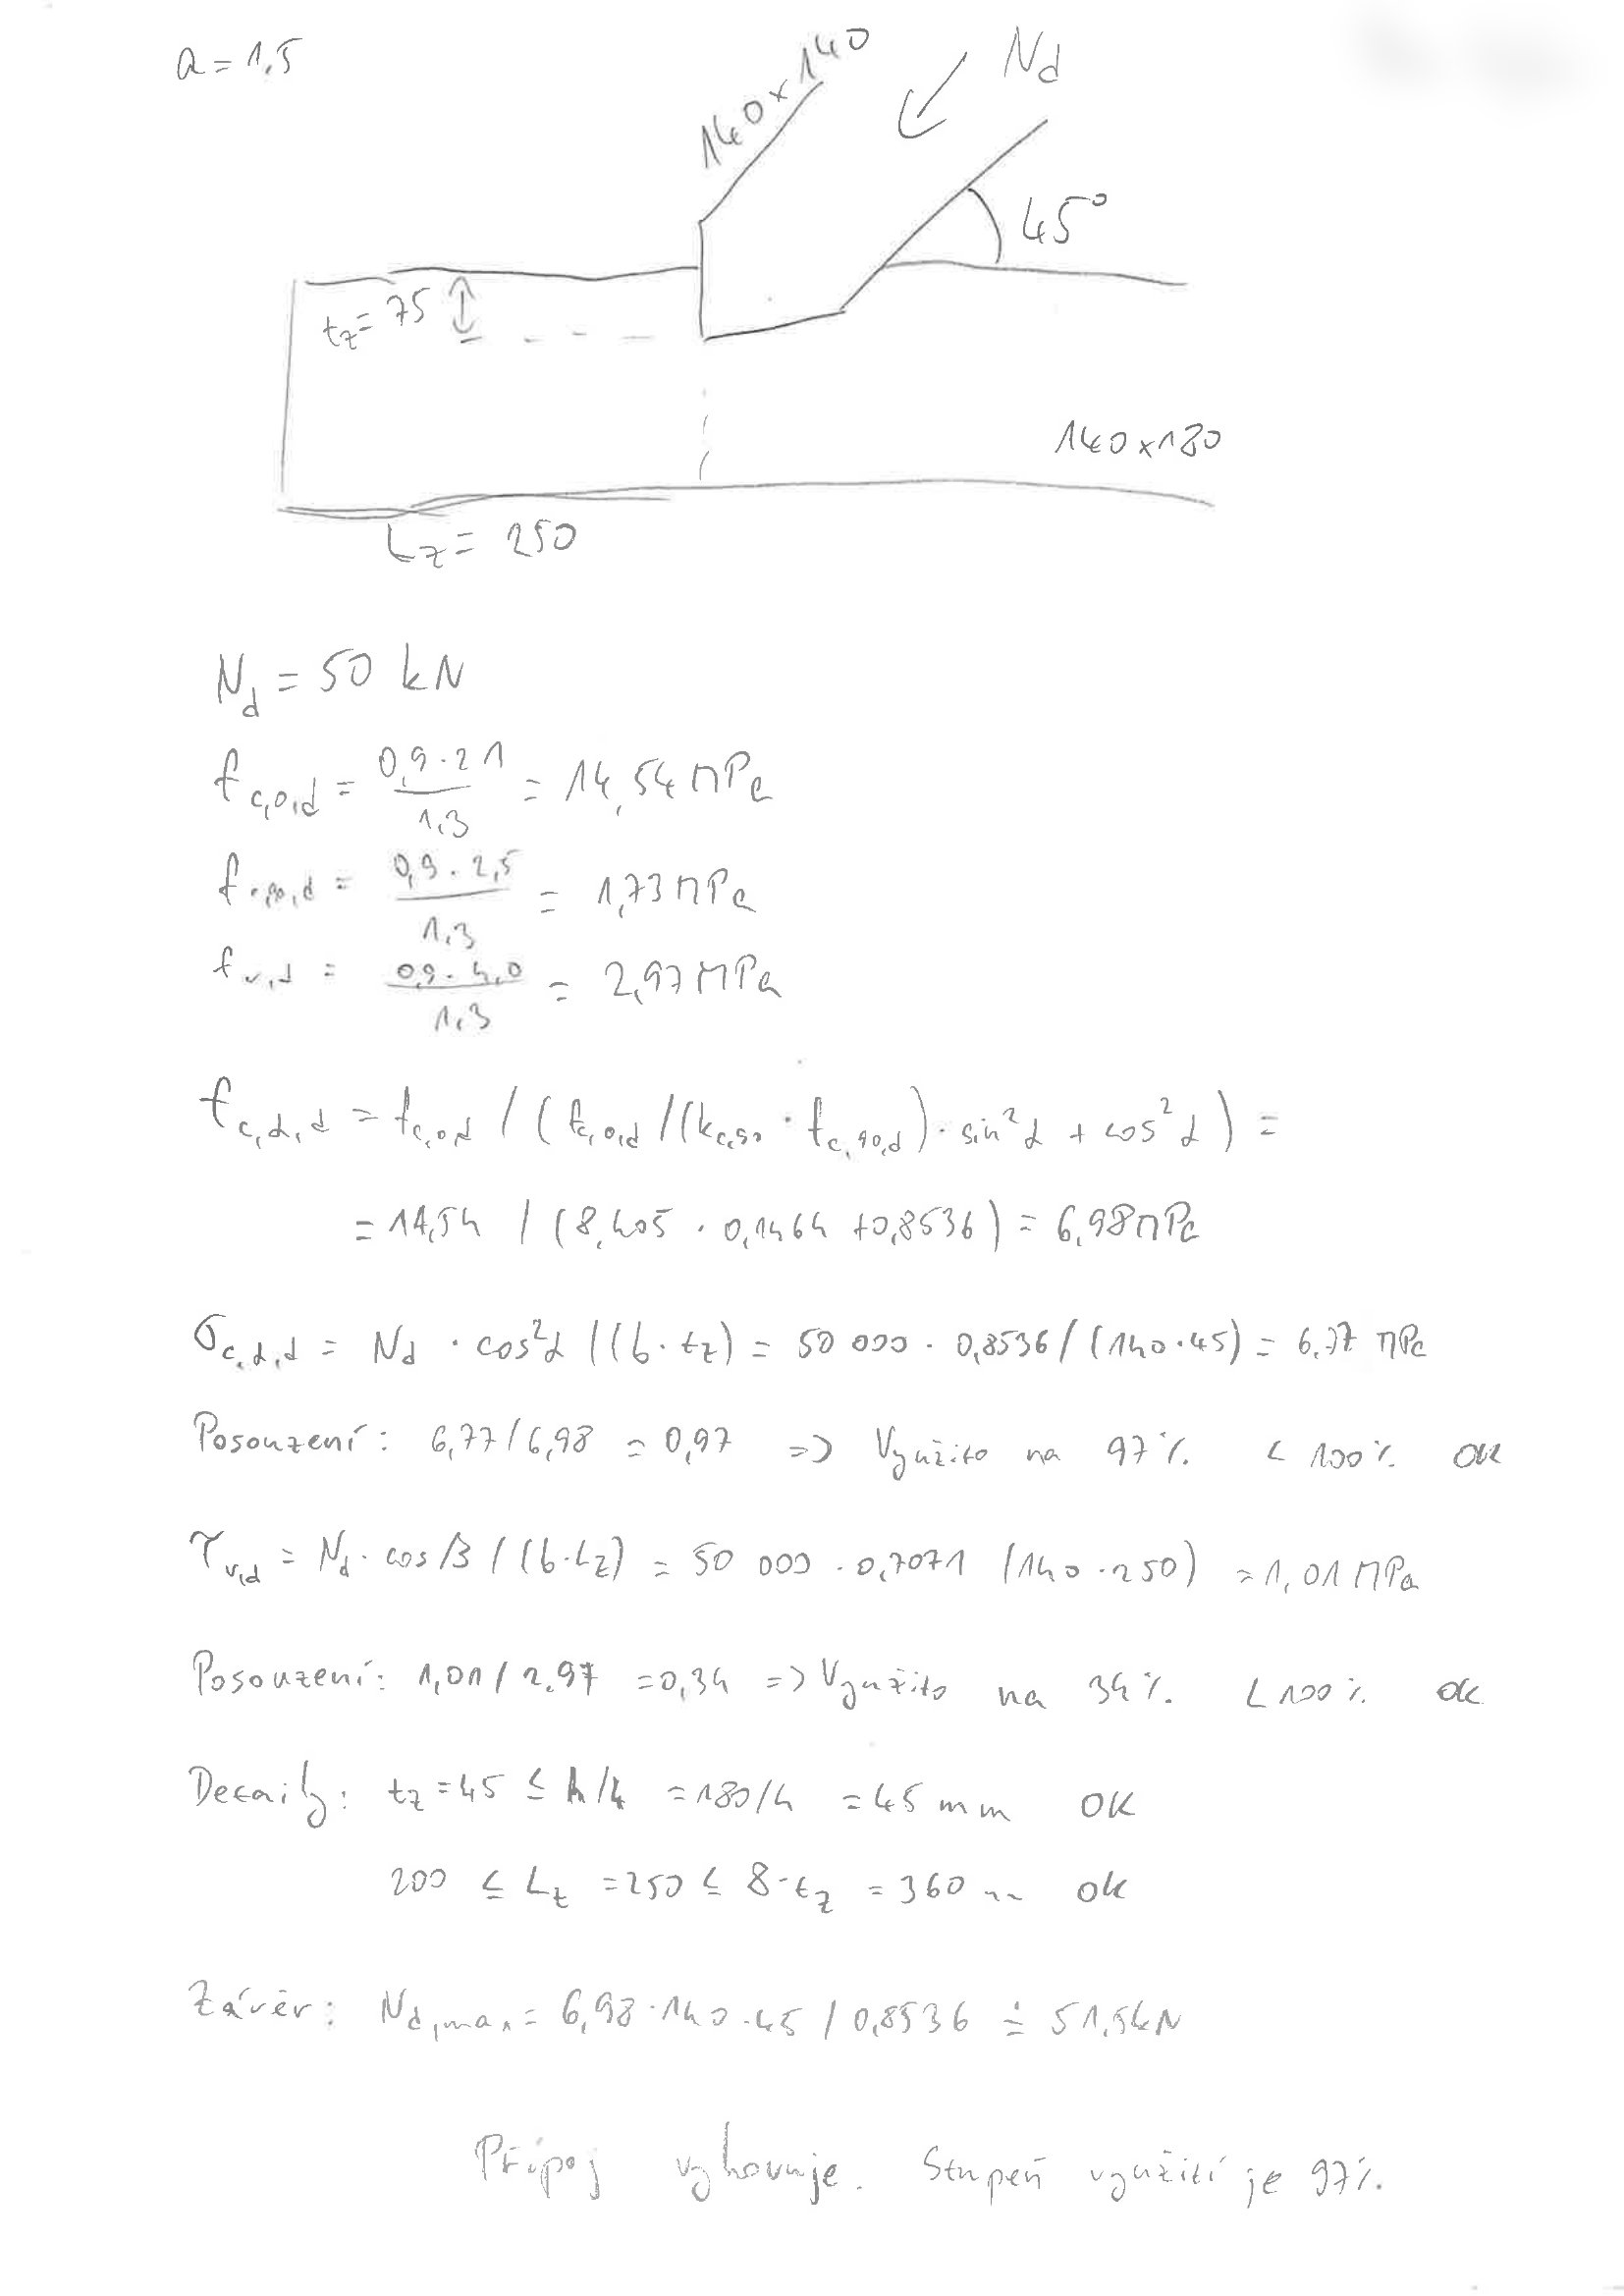 a = 1,5
140 x 140
Nd
45°
tz = 75
140 x 180
Lz = 250
Nd = 50 kN
fc,0,d = 0,9 · 21 / 1,3 = 14,54 MPa
fc,90,d = 0,9 · 2,5 / 1,3 = 1,73 MPa
fv,d = 0,9 · 4,0 / 1,3 = 2,97 MPa
fc,α,d = fc,0,d / (fc,0,d / (kc,90 · fc,90,d) · sin²α + cos²α) =
= 14,54 / (8,405 · 0,1464 + 0,8536) = 6,98 MPa
σc,α,d = Nd · cos²α / (b · tz) = 50 000 · 0,8536 / (140 · 45) = 6,77 MPa
Posouzení: 6,77 / 6,98 = 0,97 => Využito na 97 % < 100 % OK
τv,d = Nd · cos β / (b · Lz) = 50 000 · 0,7071 / (140 · 250) = 1,01 MPa
Posouzení: 1,01 / 2,97 = 0,34 => Využito na 34 % < 100 % OK
Detaily: tz = 45 ≤ h/4 = 180/4 = 45 mm OK
200 ≤ Lz = 250 ≤ 8 · tz = 360 mm OK
Závěr: Nd,max = 6,98 · 140 · 45 / 0,8536 ≐ 51,5 kN
Přípoj vyhovuje. Stupeň využití je 97 %.